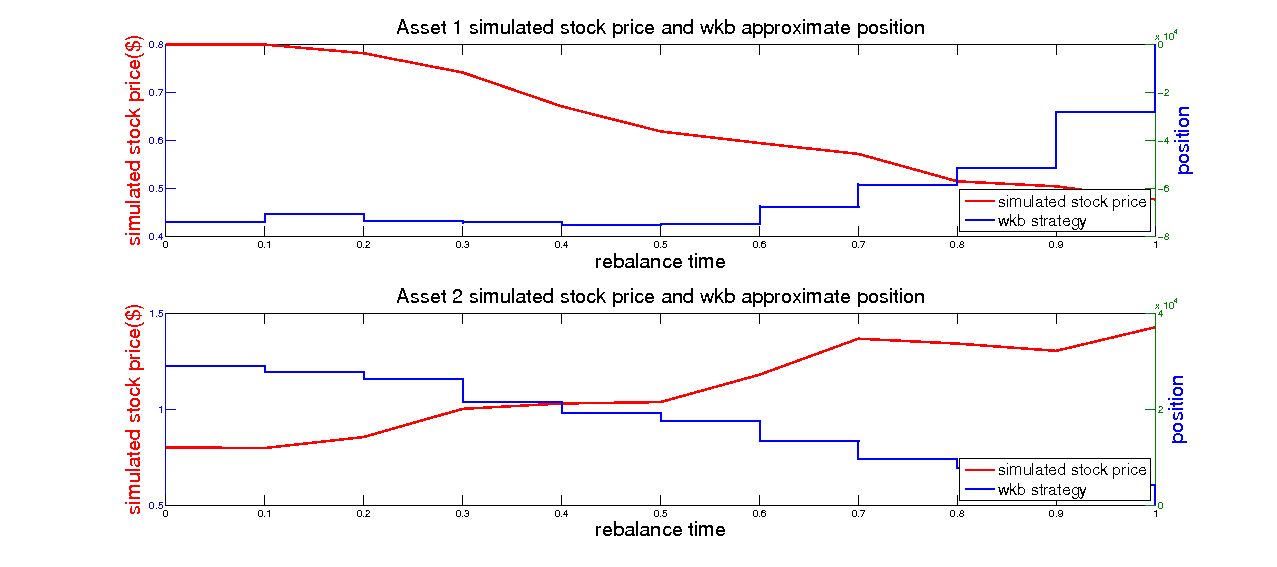 Asset 1 simulated stock price and wkb approximate position
x 10^4
simulated stock price($)
0.8
0.7
0.6
0.5
0.4
0
-2
-4
-6
-8
position
simulated stock price
wkb strategy
0 0.1 0.2 0.3 0.4 0.5 0.6 0.7 0.8 0.9 1
rebalance time
Asset 2 simulated stock price and wkb approximate position
x 10^4
simulated stock price($)
1.5
1
0.5
4
2
0
position
simulated stock price
wkb strategy
0 0.1 0.2 0.3 0.4 0.5 0.6 0.7 0.8 0.9 1
rebalance time